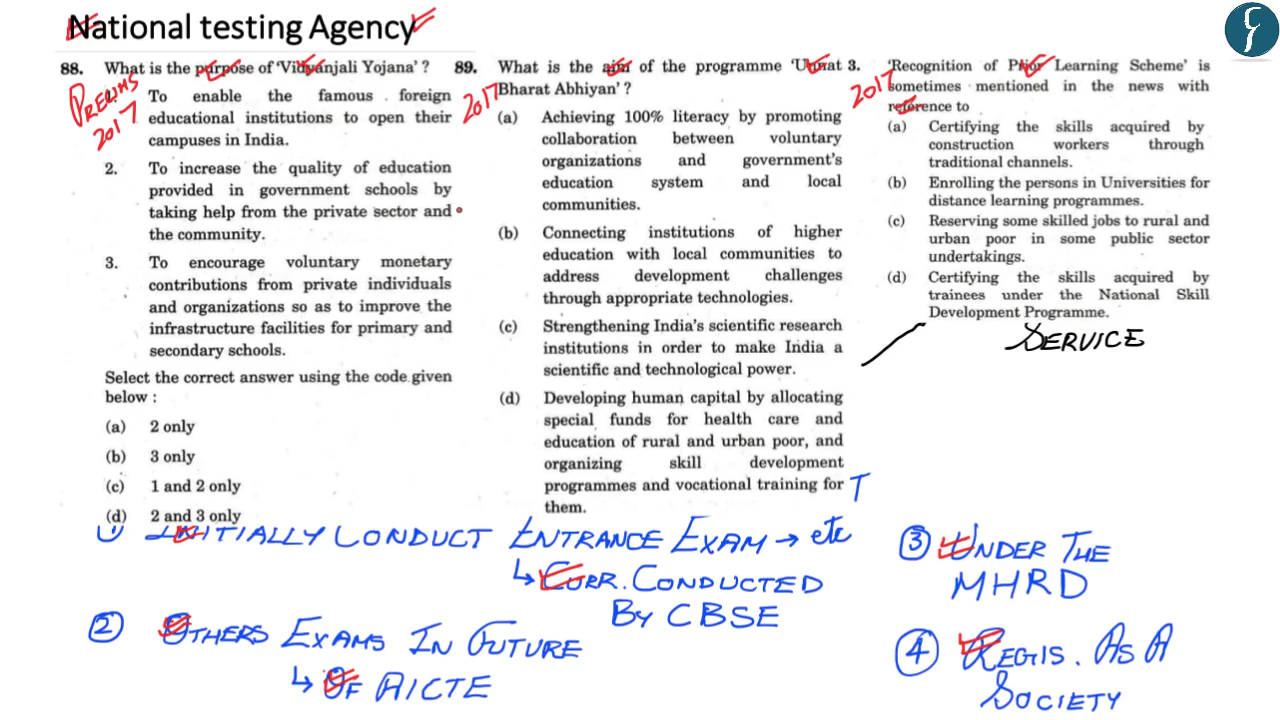 National testing Agency
88. What is the purpose of 'Vidyanjali Yojana' ?
PRELIMS
2017
1. To enable the famous foreign
educational institutions to open their
campuses in India.
2. To increase the quality of education
provided in government schools by
taking help from the private sector and
the community.
3. To encourage voluntary monetary
contributions from private individuals
and organizations so as to improve the
infrastructure facilities for primary and
secondary schools.
Select the correct answer using the code given
below :
(a) 2 only
(b) 3 only
(c) 1 and 2 only
(d) 2 and 3 only
89. What is the aim of the programme 'Unnat
Bharat Abhiyan' ?
2017
(a) Achieving 100% literacy by promoting
collaboration between voluntary
organizations and government's
education system and local
communities.
(b) Connecting institutions of higher
education with local communities to
address development challenges
through appropriate technologies.
(c) Strengthening India's scientific research
institutions in order to make India a
scientific and technological power.
(d) Developing human capital by allocating
special funds for health care and
education of rural and urban poor, and
organizing skill development
programmes and vocational training for
them.
T
3. 'Recognition of Prior Learning Scheme' is
sometimes mentioned in the news with
reference to
2017
(a) Certifying the skills acquired by
construction workers through
traditional channels.
(b) Enrolling the persons in Universities for
distance learning programmes.
(c) Reserving some skilled jobs to rural and
urban poor in some public sector
undertakings.
(d) Certifying the skills acquired by
trainees under the National Skill
Development Programme.
SERVICE
① INITIALLY CONDUCT ENTRANCE EXAM → etc
↳ CURR. CONDUCTED
BY CBSE
② OTHERS EXAMS IN FUTURE
↳ OF AICTE
③ UNDER THE
MHRD
④ REGIS. AS A
SOCIETY